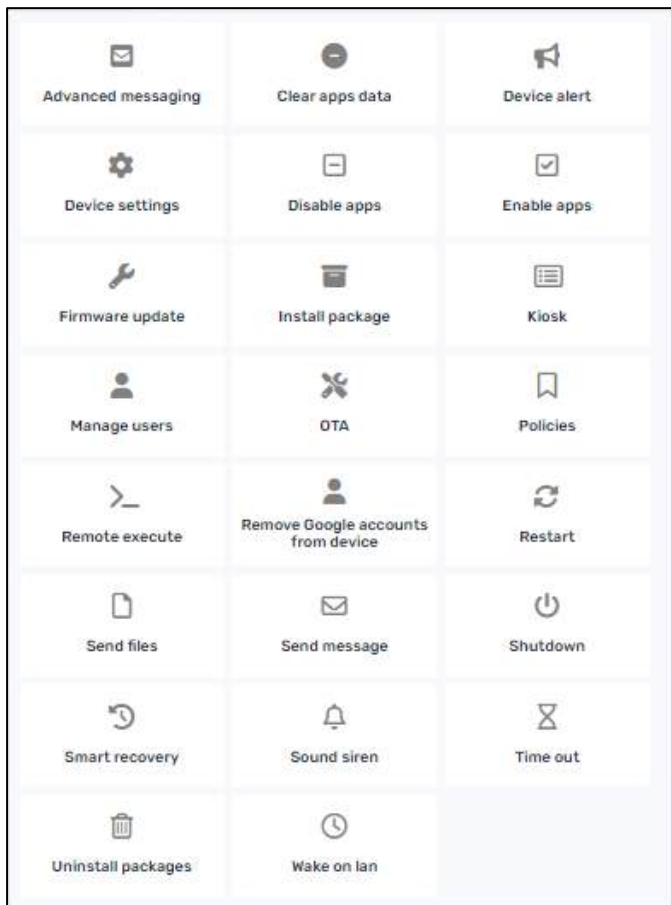 Advanced messaging
Clear apps data
Device alert
Device settings
Disable apps
Enable apps
Firmware update
Install package
Kiosk
Manage users
OTA
Policies
Remote execute
Remove Google accounts
from device
Restart
Send files
Send message
Shutdown
Smart recovery
Sound siren
Time out
Uninstall packages
Wake on lan